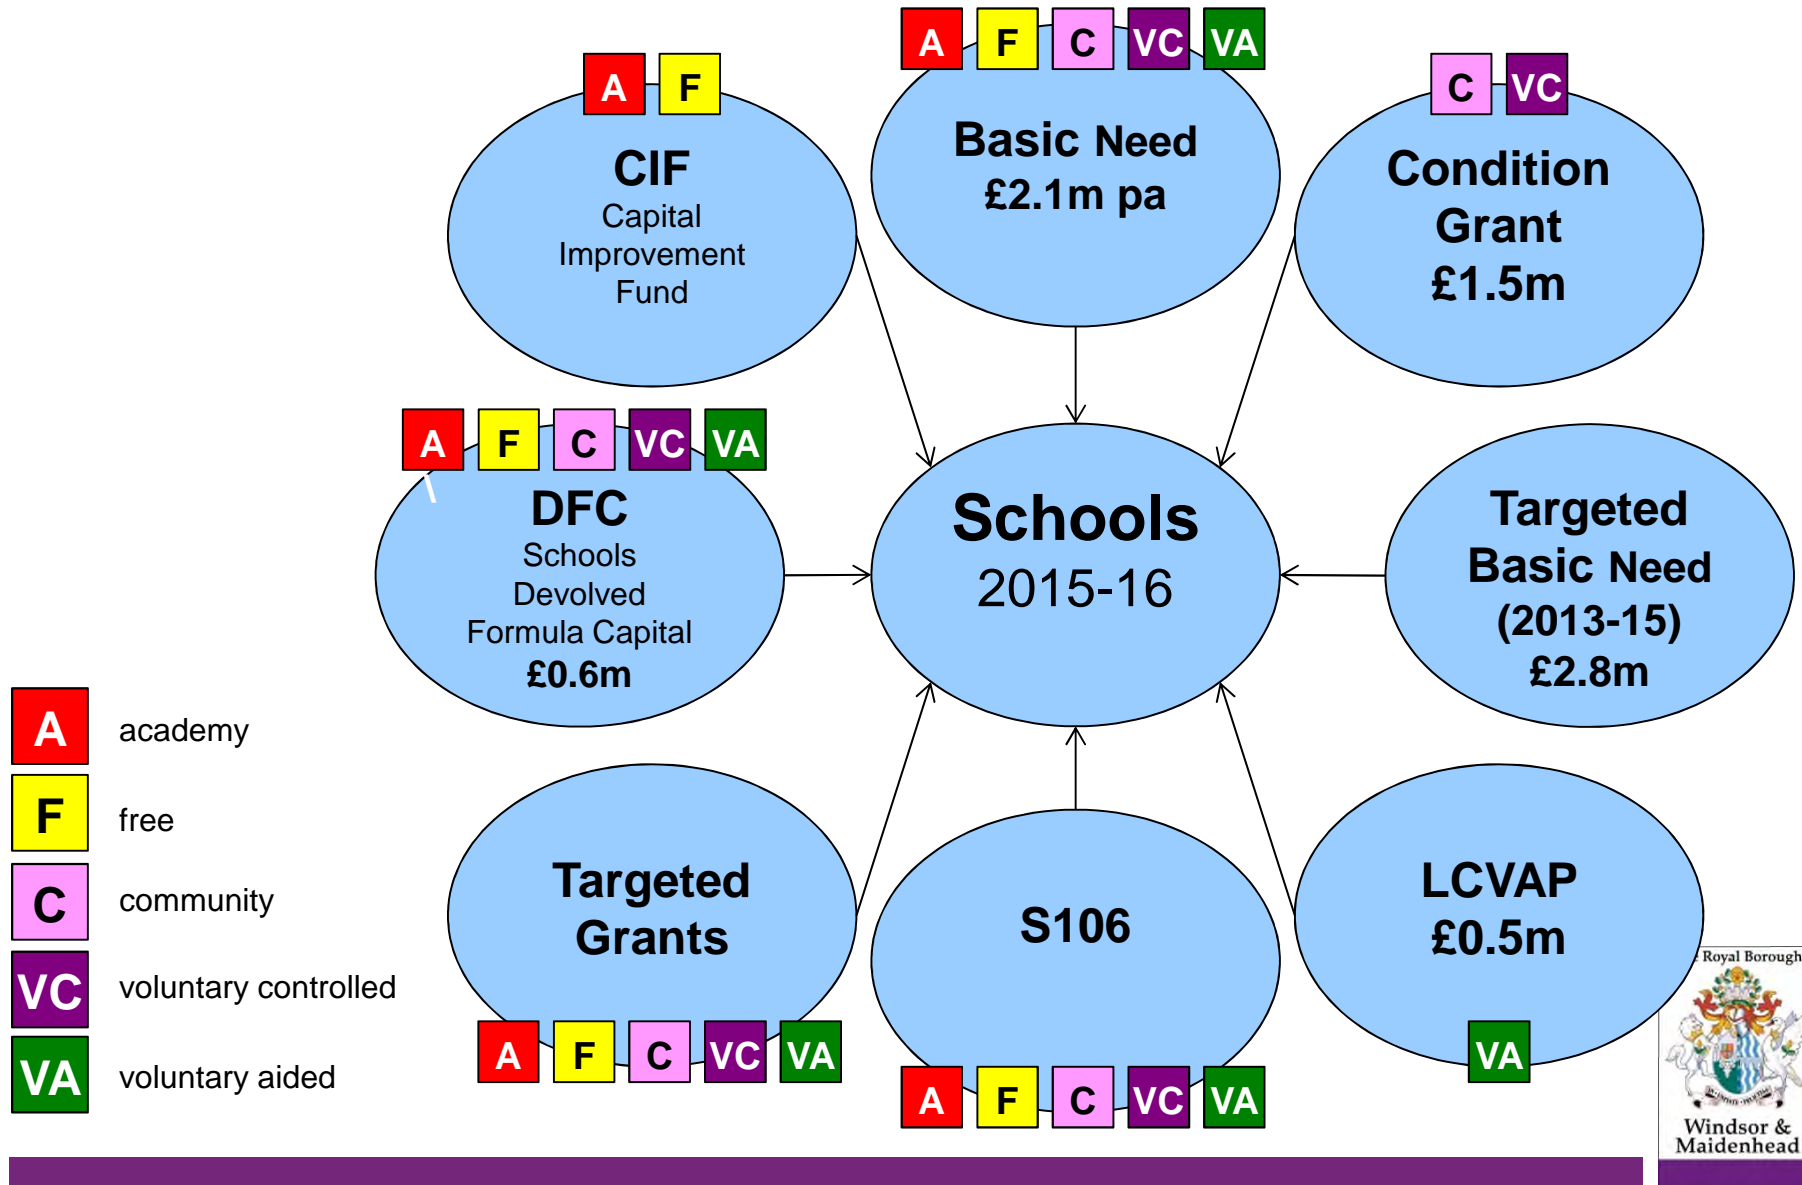 A F C VC VA
Basic Need
£2.1m pa
A F
CIF
Capital
Improvement
Fund
C VC
Condition
Grant
£1.5m
A F C VC VA
DFC
Schools
Devolved
Formula Capital
£0.6m
Schools
2015-16
Targeted
Basic Need
(2013-15)
£2.8m
A academy
F free
C community
VC voluntary controlled
VA voluntary aided
Targeted
Grants
A F C VC VA
S106
A F C VC VA
LCVAP
£0.5m
VA
Royal Borough
Windsor &
Maidenhead